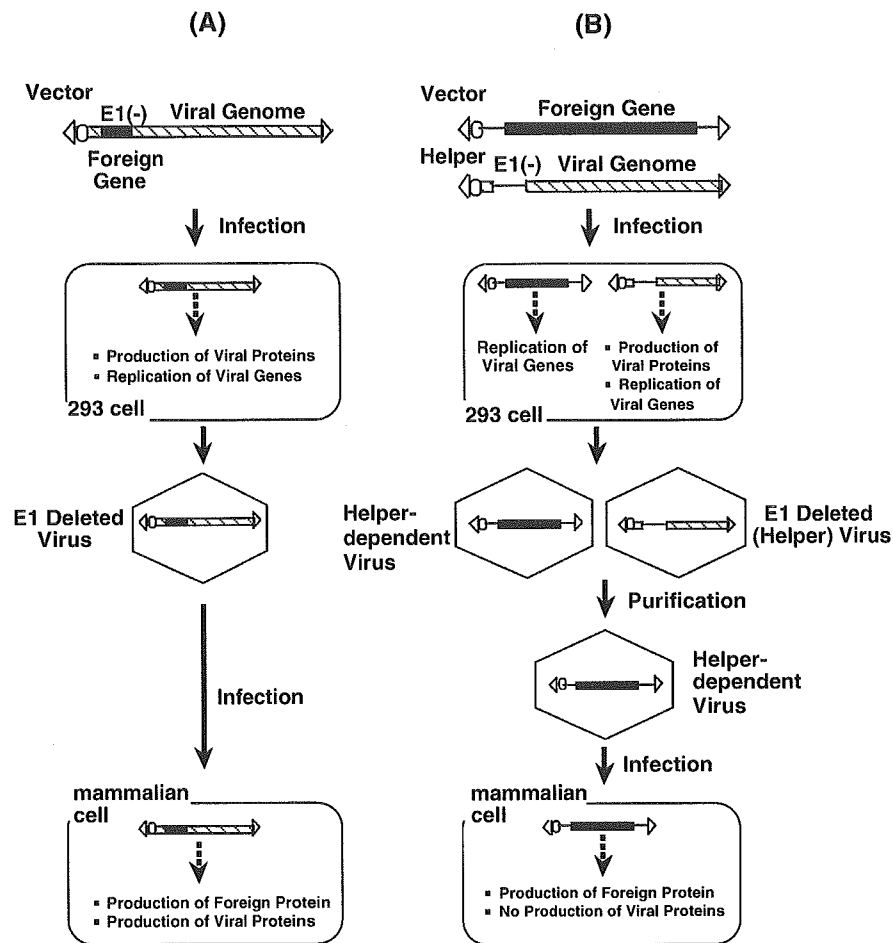 (A)
Vector
E1(-) Viral Genome
Foreign
Gene
Infection
Production of Viral Proteins
Replication of Viral Genes
293 cell
E1 Deleted
Virus
Infection
mammalian
cell
Production of Foreign Protein
Production of Viral Proteins
(B)
Vector
Foreign Gene
Helper
E1(-) Viral Genome
Infection
Replication of
Viral Genes
Production of
Viral Proteins
Replication of
Viral Genes
293 cell
Helper-
dependent
Virus
E1 Deleted
(Helper) Virus
Purification
Helper-
dependent
Virus
Infection
mammalian
cell
Production of Foreign Protein
No Production of Viral Proteins